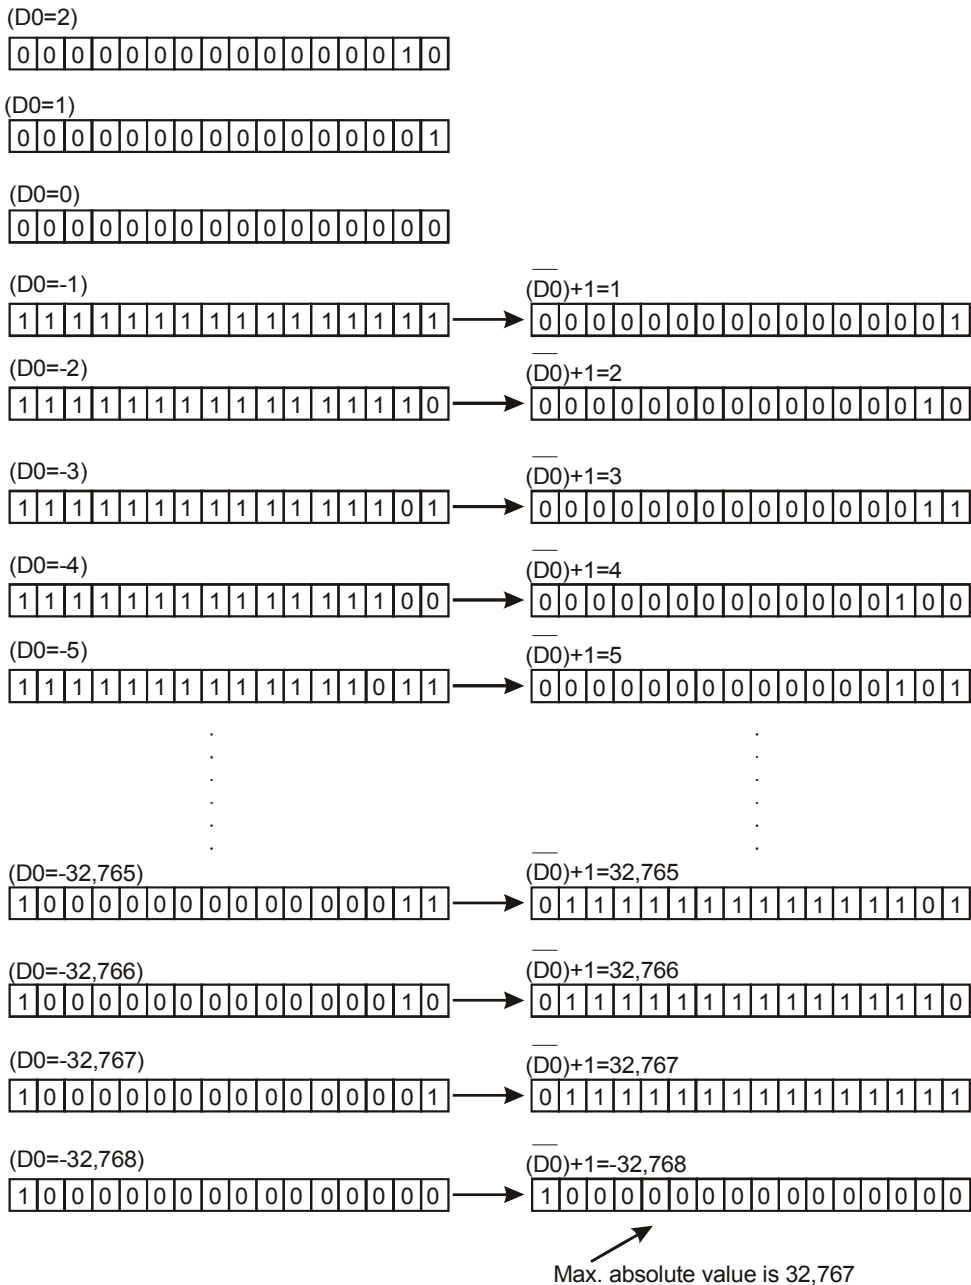 (D0=2)
0 0 0 0 0 0 0 0 0 0 0 0 0 0 1 0
(D0=1)
0 0 0 0 0 0 0 0 0 0 0 0 0 0 0 1
(D0=0)
0 0 0 0 0 0 0 0 0 0 0 0 0 0 0 0
(D0=-1) (D0)+1=1
1 1 1 1 1 1 1 1 1 1 1 1 1 1 1 1 0 0 0 0 0 0 0 0 0 0 0 0 0 0 0 1
(D0=-2) (D0)+1=2
1 1 1 1 1 1 1 1 1 1 1 1 1 1 1 0 0 0 0 0 0 0 0 0 0 0 0 0 0 0 1 0
(D0=-3) (D0)+1=3
1 1 1 1 1 1 1 1 1 1 1 1 1 1 0 1 0 0 0 0 0 0 0 0 0 0 0 0 0 0 1 1
(D0=-4) (D0)+1=4
1 1 1 1 1 1 1 1 1 1 1 1 1 1 0 0 0 0 0 0 0 0 0 0 0 0 0 0 0 1 0 0
(D0=-5) (D0)+1=5
1 1 1 1 1 1 1 1 1 1 1 1 1 0 1 1 0 0 0 0 0 0 0 0 0 0 0 0 0 1 0 1
(D0=-32,765) (D0)+1=32,765
1 0 0 0 0 0 0 0 0 0 0 0 0 0 1 1 0 1 1 1 1 1 1 1 1 1 1 1 1 1 0 1
(D0=-32,766) (D0)+1=32,766
1 0 0 0 0 0 0 0 0 0 0 0 0 0 1 0 0 1 1 1 1 1 1 1 1 1 1 1 1 1 1 0
(D0=-32,767) (D0)+1=32,767
1 0 0 0 0 0 0 0 0 0 0 0 0 0 0 1 0 1 1 1 1 1 1 1 1 1 1 1 1 1 1 1
(D0=-32,768) (D0)+1=-32,768
1 0 0 0 0 0 0 0 0 0 0 0 0 0 0 0 1 0 0 0 0 0 0 0 0 0 0 0 0 0 0 0
Max. absolute value is 32,767